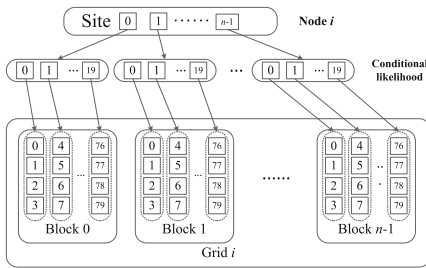 Site 0 1 ...... n-1 Node i
0 1 ... 19 0 1 ... 19 ... 0 1 ... 19 Conditional likelihood
0 4 76 0 4 76 0 4 76
1 5 77 1 5 77 1 5 77
... ... ...... ...
2 6 78 2 6 78 2 6 78
3 7 79 3 7 79 3 7 79
Block 0 Block 1 Block n-1
Grid i